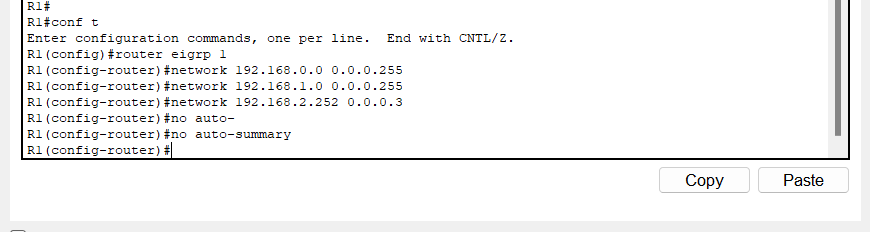 R1#
R1#conf t
Enter configuration commands, one per line.  End with CNTL/Z.
R1(config)#router eigrp 1
R1(config-router)#network 192.168.0.0 0.0.0.255
R1(config-router)#network 192.168.1.0 0.0.0.255
R1(config-router)#network 192.168.2.252 0.0.0.3
R1(config-router)#no auto-
R1(config-router)#no auto-summary
R1(config-router)#
Copy Paste